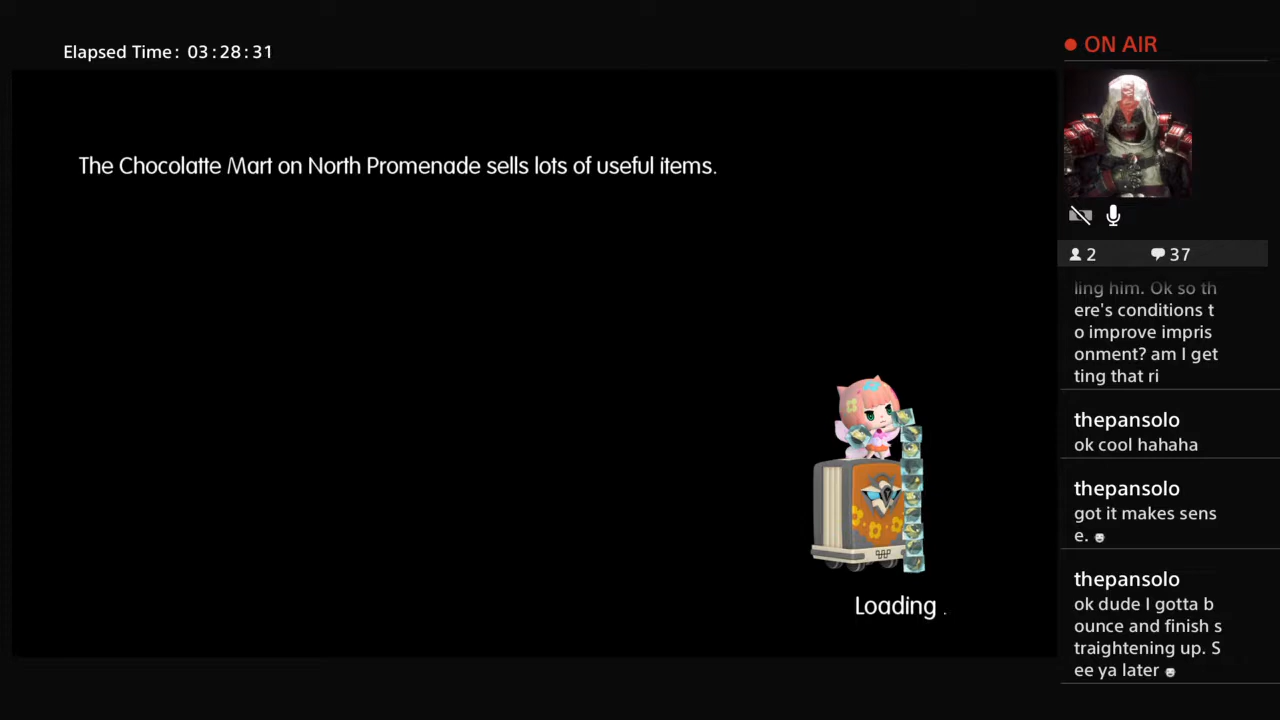 Elapsed Time: 03:28:31
ON AIR
The Chocolatte Mart on North Promenade sells lots of useful items.
2
37
ling him. Ok so th
ere's conditions t
o improve impris
onment? am I get
ting that ri
thepansolo
ok cool hahaha
thepansolo
got it makes sens
e.
thepansolo
ok dude I gotta b
ounce and finish s
traightening up. S
ee ya later
Loading .